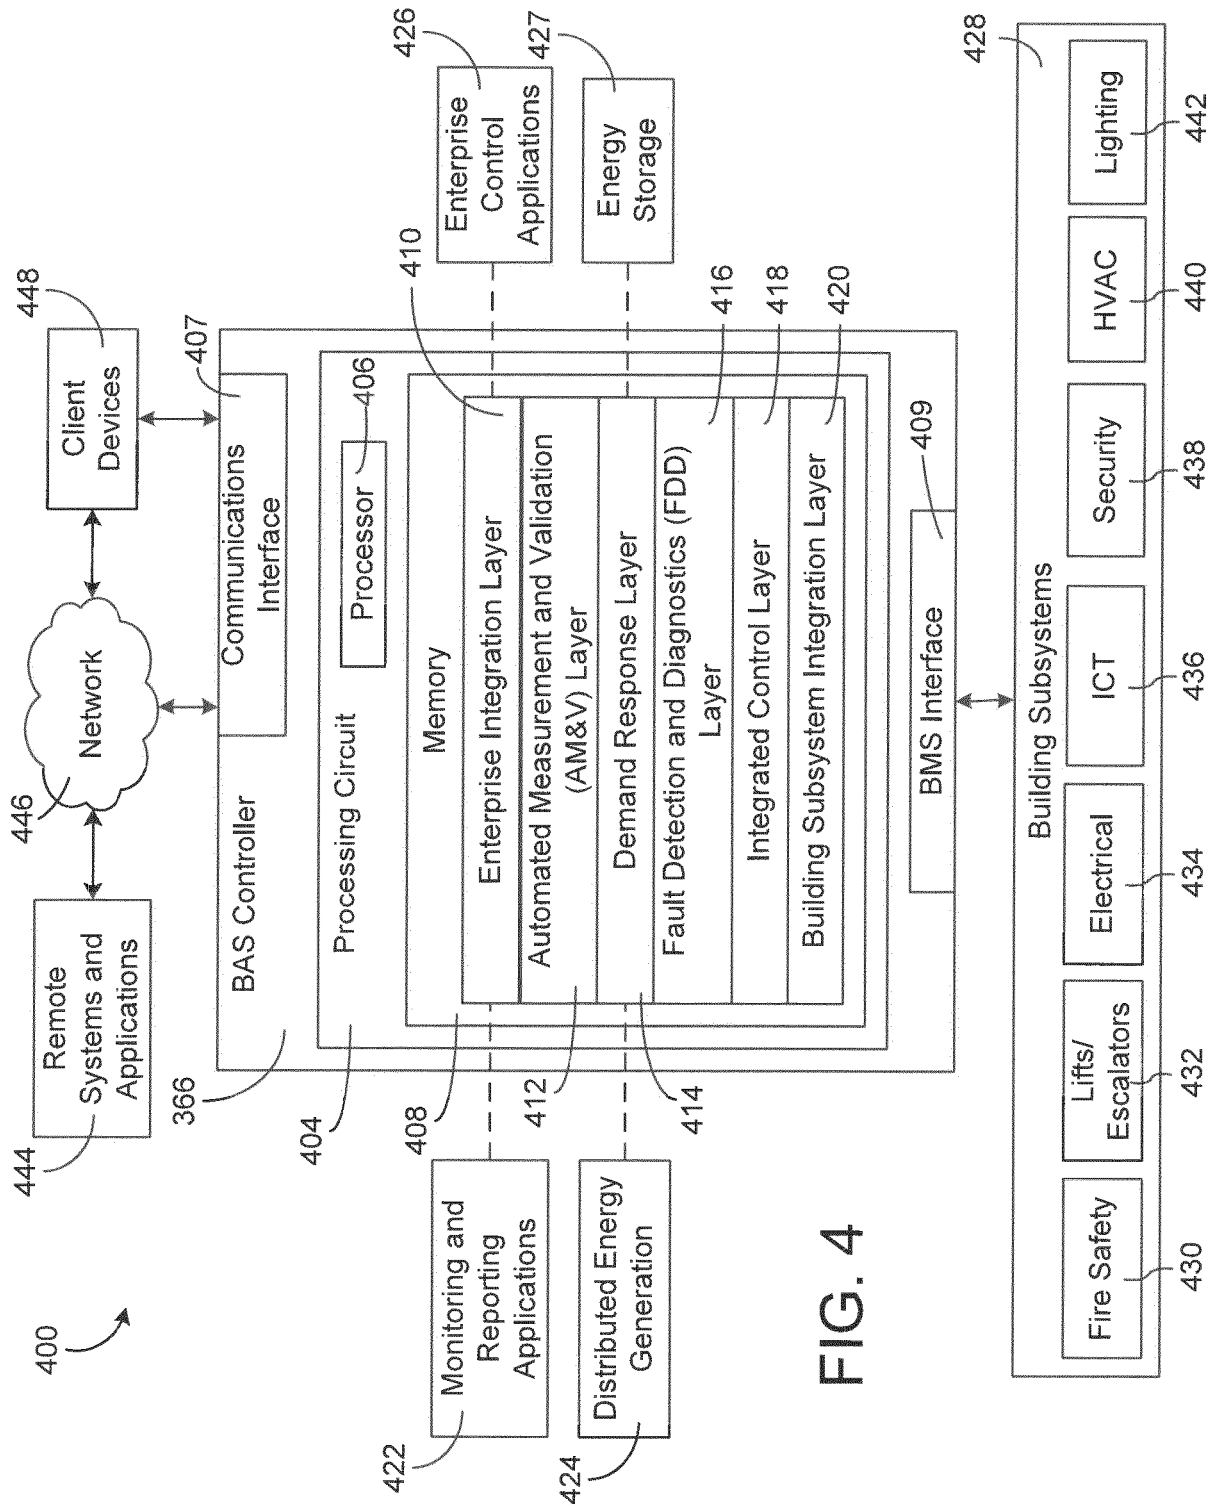 400
444
Remote
Systems and
Applications
446
Network
448
Client
Devices
366
BAS Controller
Communications
Interface
407
404
Processing Circuit
Processor
406
408
Memory
410
422
Monitoring and
Reporting
Applications
Enterprise Integration Layer
426
Enterprise
Control
Applications
412
Automated Measurement and Validation
(AM&V) Layer
424
Distributed Energy
Generation
414
Demand Response Layer
427
Energy
Storage
Fault Detection and Diagnostics (FDD)
Layer
416
Integrated Control Layer
418
Building Subsystem Integration Layer
420
FIG. 4
BMS Interface
409
Building Subsystems
428
Fire Safety
Lifts/
Escalators
Electrical
ICT
Security
HVAC
Lighting
430
432
434
436
438
440
442